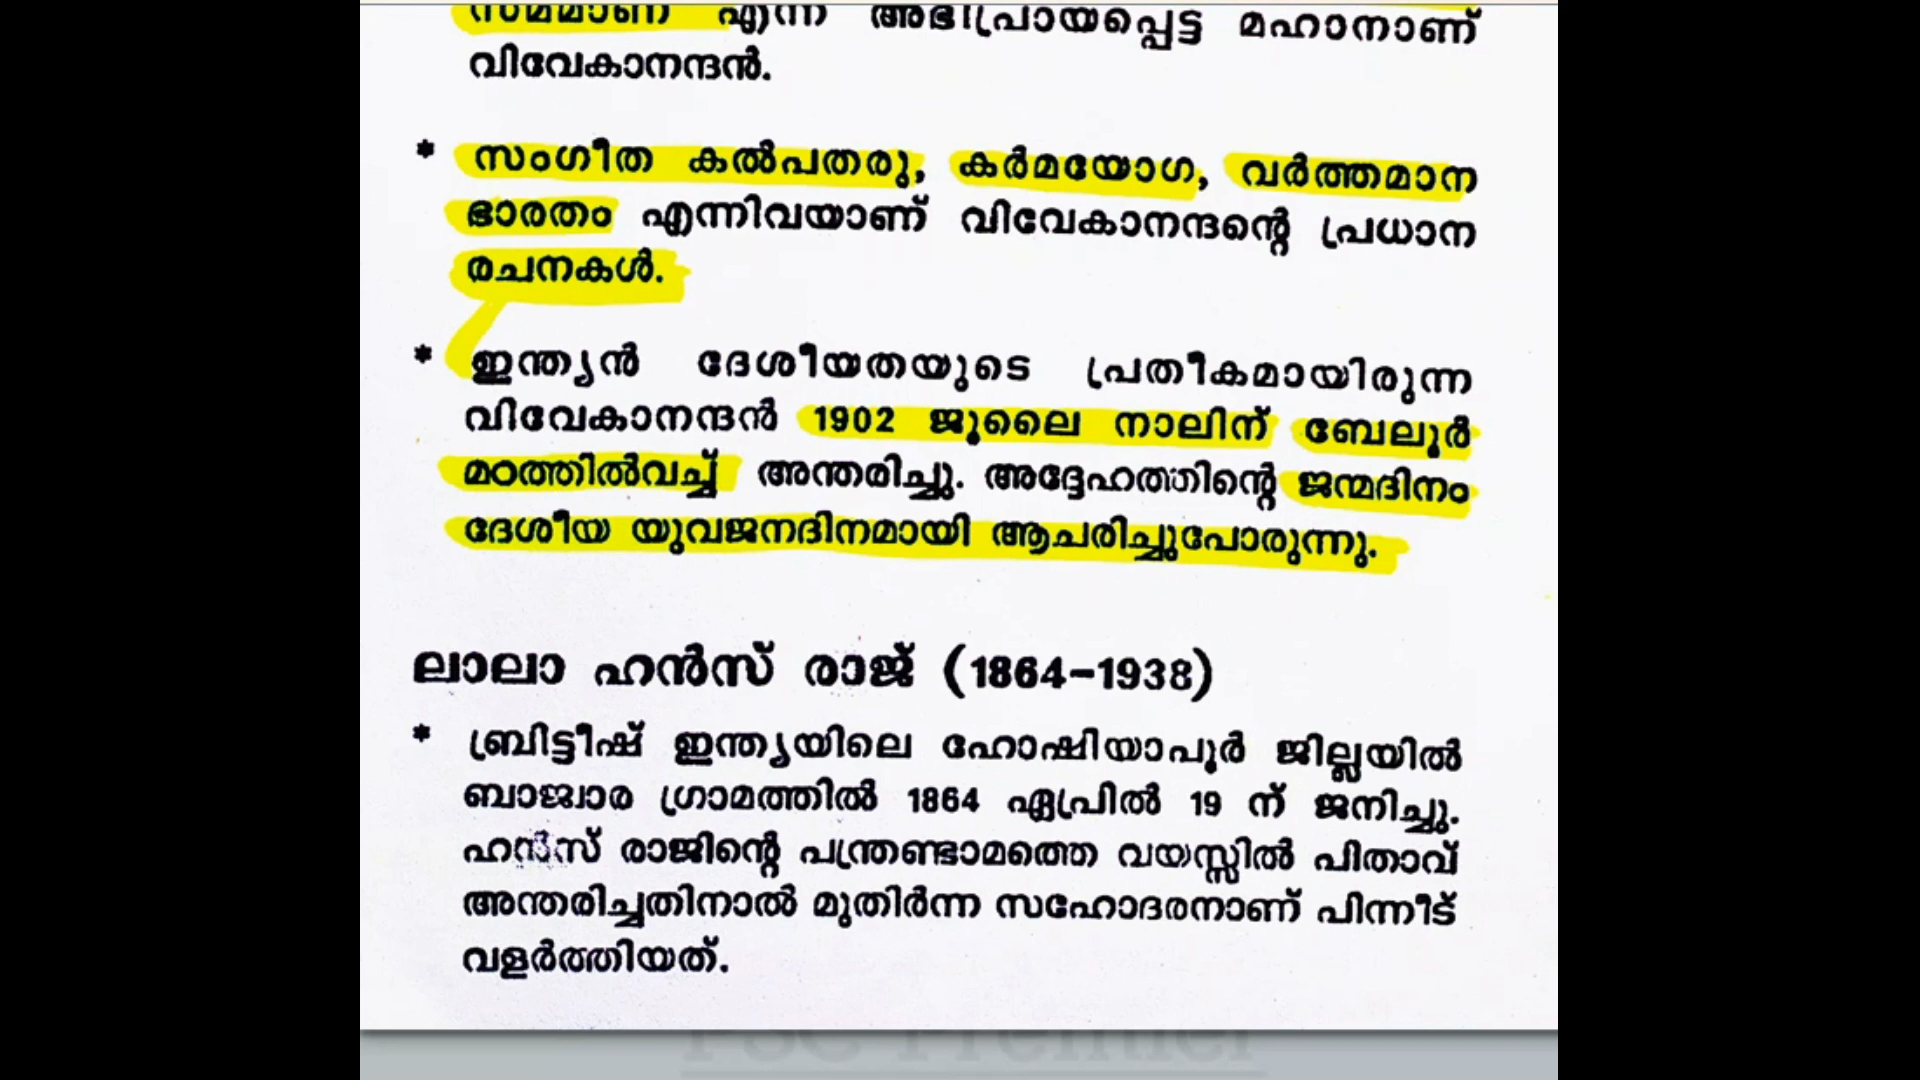 സമമാണ് എന്ന അഭിപ്രായപ്പെട്ട മഹാനാണ്
വിവേകാനന്ദൻ.
* സംഗീത കൽപതരു, കർമയോഗ, വർത്തമാന
ഭാരതം എന്നിവയാണ് വിവേകാനന്ദന്റെ പ്രധാന
രചനകൾ.
* ഇന്ത്യൻ ദേശീയതയുടെ പ്രതീകമായിരുന്ന
വിവേകാനന്ദൻ 1902 ജൂലൈ നാലിന് ബേലൂർ
മഠത്തിൽവച്ച് അന്തരിച്ചു. അദ്ദേഹത്തിന്റെ ജന്മദിനം
ദേശീയ യുവജനദിനമായി ആചരിച്ചുപോരുന്നു.
ലാലാ ഹൻസ് രാജ് (1864-1938)
* ബ്രിട്ടീഷ് ഇന്ത്യയിലെ ഹോഷിയാപൂർ ജില്ലയിൽ
ബാജ്വാര ഗ്രാമത്തിൽ 1864 ഏപ്രിൽ 19 ന് ജനിച്ചു.
ഹൻസ് രാജിന്റെ പന്ത്രണ്ടാമത്തെ വയസ്സിൽ പിതാവ്
അന്തരിച്ചതിനാൽ മുതിർന്ന സഹോദരനാണ് പിന്നീട്
വളർത്തിയത്.
PSC Premier